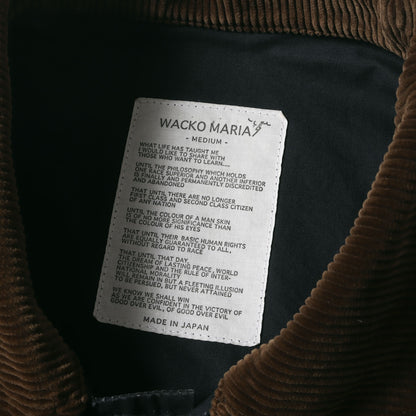 WACKO MARIA
- MEDIUM -
WHAT LIFE HAS TAUGHT ME
I WOULD LIKE TO SHARE WITH
THOSE WHO WANT TO LEARN....
UNTIL THE PHILOSOPHY WHICH HOLDS
ONE RACE SUPERIOR AND ANOTHER INFERIOR
IS FINALLY AND PERMANENTLY DISCREDITED
AND ABANDONED
THAT UNTIL THERE ARE NO LONGER
FIRST CLASS AND SECOND CLASS CITIZEN
OF ANY NATION
UNTIL THE COLOUR OF A MAN SKIN
IS OF NO MORE SIGNIFICANCE THAN
THE COLOUR OF HIS EYES
THAT UNTIL THEIR BASIC HUMAN RIGHTS
ARE EQUALLY GUARANTEED TO ALL,
WITHOUT REGARD TO RACE
THAT UNTIL THAT DAY
THE DREAM OF LASTING PEACE, WORLD
CITIZENSHIP AND THE RULE OF INTER-
NATIONAL MORALITY
WILL REMAIN IN BUT A FLEETING ILLUSION
TO BE PERSUED, BUT NEVER ATTAINED
WE KNOW WE SHALL WIN
AS WE ARE CONFIDENT IN THE VICTORY OF
GOOD OVER EVIL, OF GOOD OVER EVIL
MADE IN JAPAN